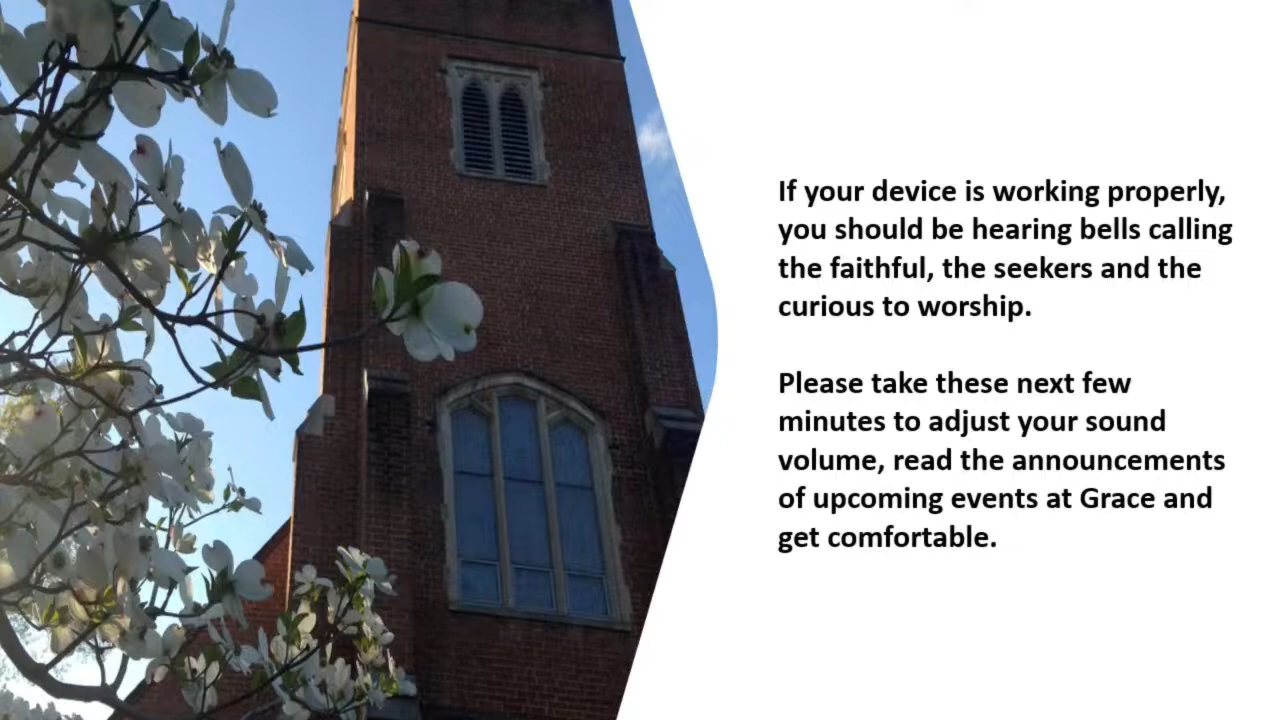 If your device is working properly,
you should be hearing bells calling
the faithful, the seekers and the
curious to worship.
Please take these next few
minutes to adjust your sound
volume, read the announcements
of upcoming events at Grace and
get comfortable.